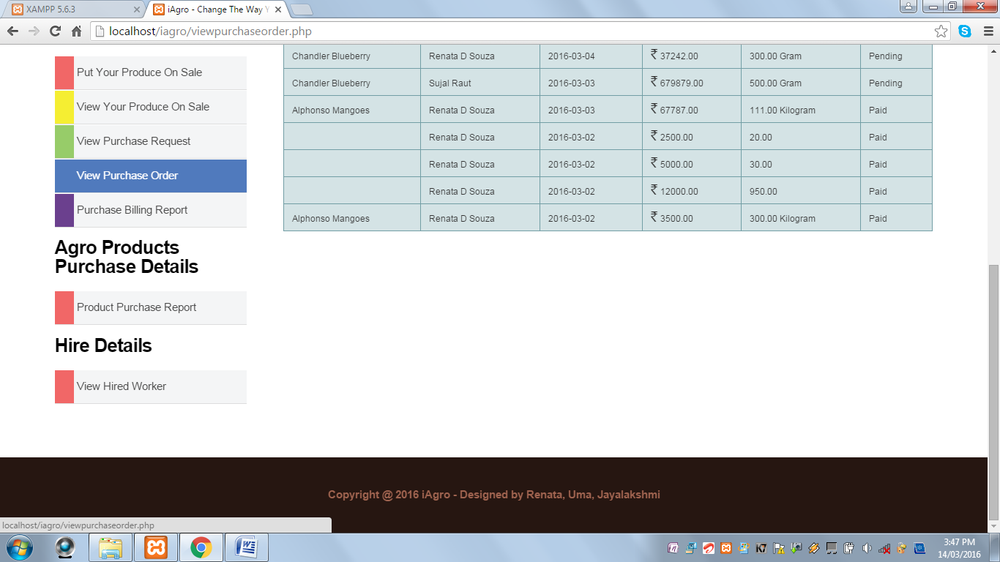 XAMPP 5.6.3
iAgro - Change The Way Y
localhost/iagro/viewpurchaseorder.php
Put Your Produce On Sale
View Your Produce On Sale
View Purchase Request
View Purchase Order
Purchase Billing Report
Agro Products
Purchase Details
Product Purchase Report
Hire Details
View Hired Worker
Chandler Blueberry Renata D Souza 2016-03-04 ₹ 37242.00 300.00 Gram Pending
Chandler Blueberry Sujal Raut 2016-03-03 ₹ 679879.00 500.00 Gram Pending
Alphonso Mangoes Renata D Souza 2016-03-03 ₹ 67787.00 111.00 Kilogram Paid
Renata D Souza 2016-03-02 ₹ 2500.00 20.00 Paid
Renata D Souza 2016-03-02 ₹ 5000.00 30.00 Paid
Renata D Souza 2016-03-02 ₹ 12000.00 950.00 Paid
Alphonso Mangoes Renata D Souza 2016-03-02 ₹ 3500.00 300.00 Kilogram Paid
Copyright @ 2016 iAgro - Designed by Renata, Uma, Jayalakshmi
localhost/iagro/viewpurchaseorder.php
K7
3:47 PM
14/03/2016